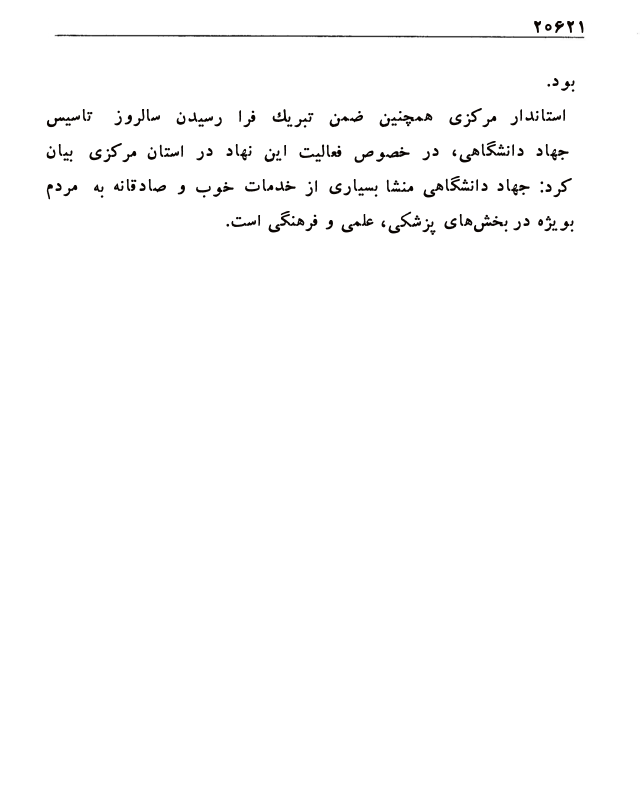 ۲۰۶۲۱
بود.
استاندار مرکزی همچنین ضمن تبریك فرا رسیدن سالروز تاسیس
جهاد دانشگاهی، در خصوص فعالیت این نهاد در استان مرکزی بیان
کرد: جهاد دانشگاهی منشا بسیاری از خدمات خوب و صادقانه به مردم
بویژه در بخش‌های پزشکی، علمی و فرهنگی است.